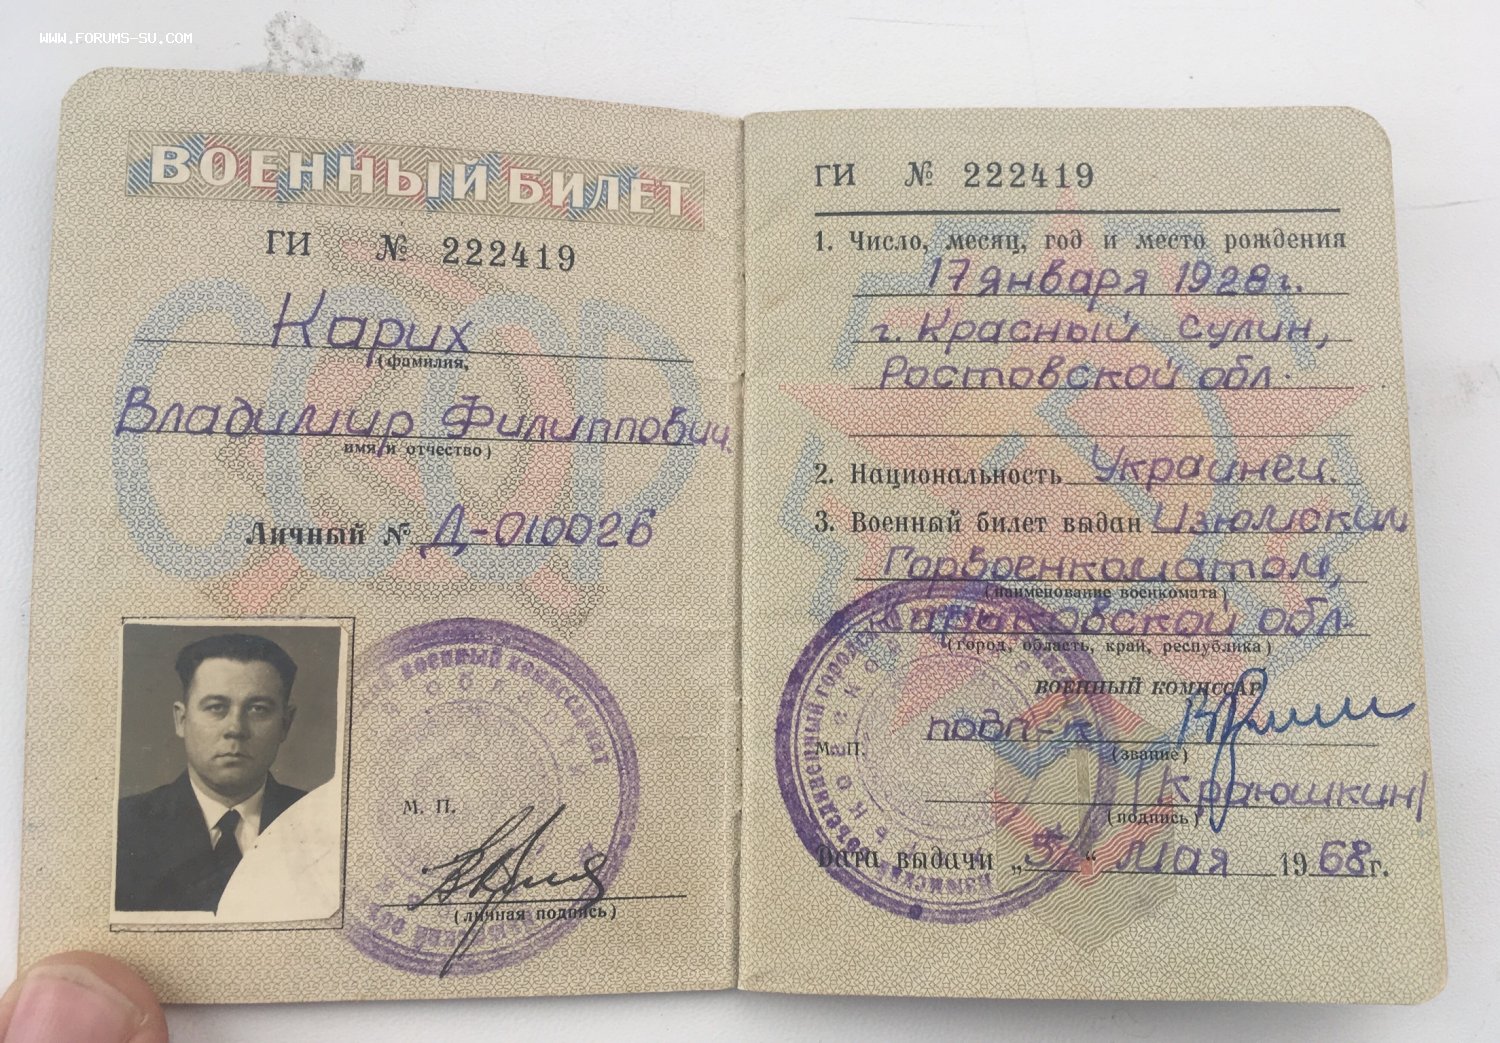 WWW.FORUMS-SU.COM
ВОЕННЫЙ БИЛЕТ
ГИ № 222419
Карих
(фамилия,
Владимир Филиппович.
имя и отчество)
Личный № Д-010026
военный комиссариат
М. П.
(личная подпись)
ГИ № 222419
1. Число, месяц, год и место рождения
17 января 1928 г.
г. Красный Сулин,
Ростовской обл.
2. Национальность Украинец.
3. Военный билет выдан Изюмским
Горвоенкоматом,
(наименование военкомата)
Харьковской обл.
(город, область, край, республика)
ВОЕННЫЙ КОМИССАР
подп-к
М. П.
(звание)
/Краюшкин/
(подпись)
Дата выдачи „5“ мая 1968 г.